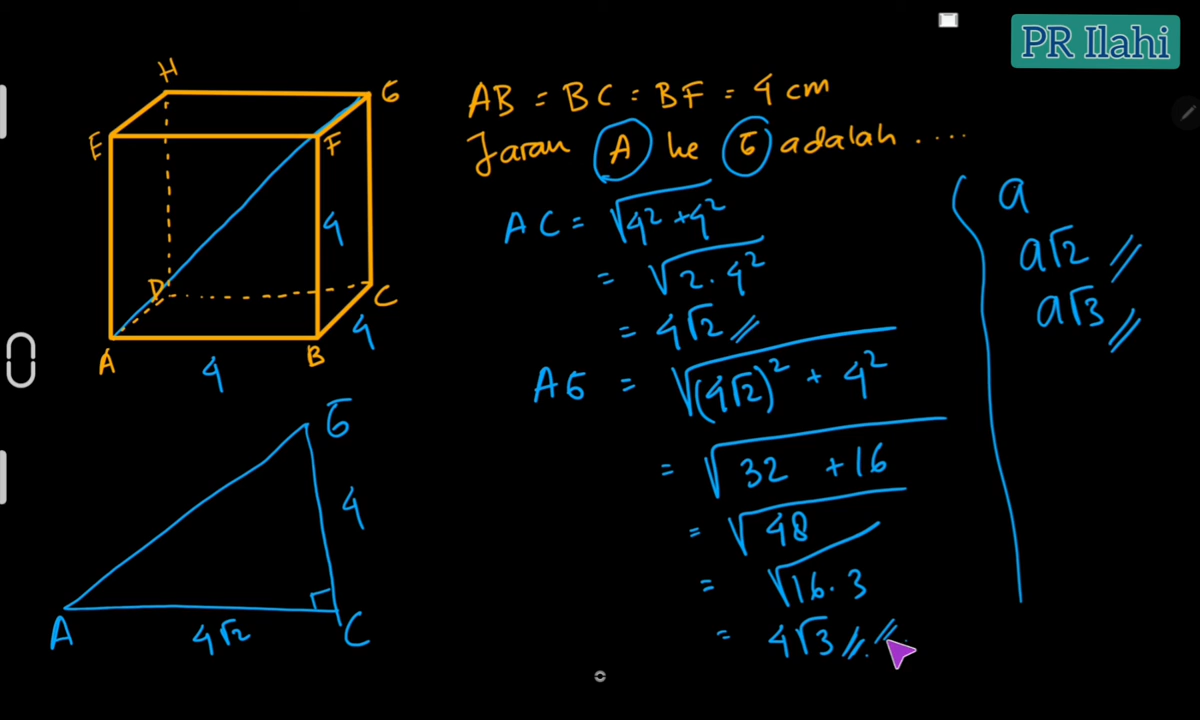 PR Ilahi
H
G
E
F
D
C
A
B
4
4
4
AB = BC = BF = 4 cm
Jarak A ke G adalah ....
AC = √4² + 4²
= √2 . 4²
= 4√2 //
AG = √(4√2)² + 4²
= √32 + 16
= √48
= √16 . 3
= 4√3 // //
a
a√2 //
a√3 //
G
4
A
4√2
C